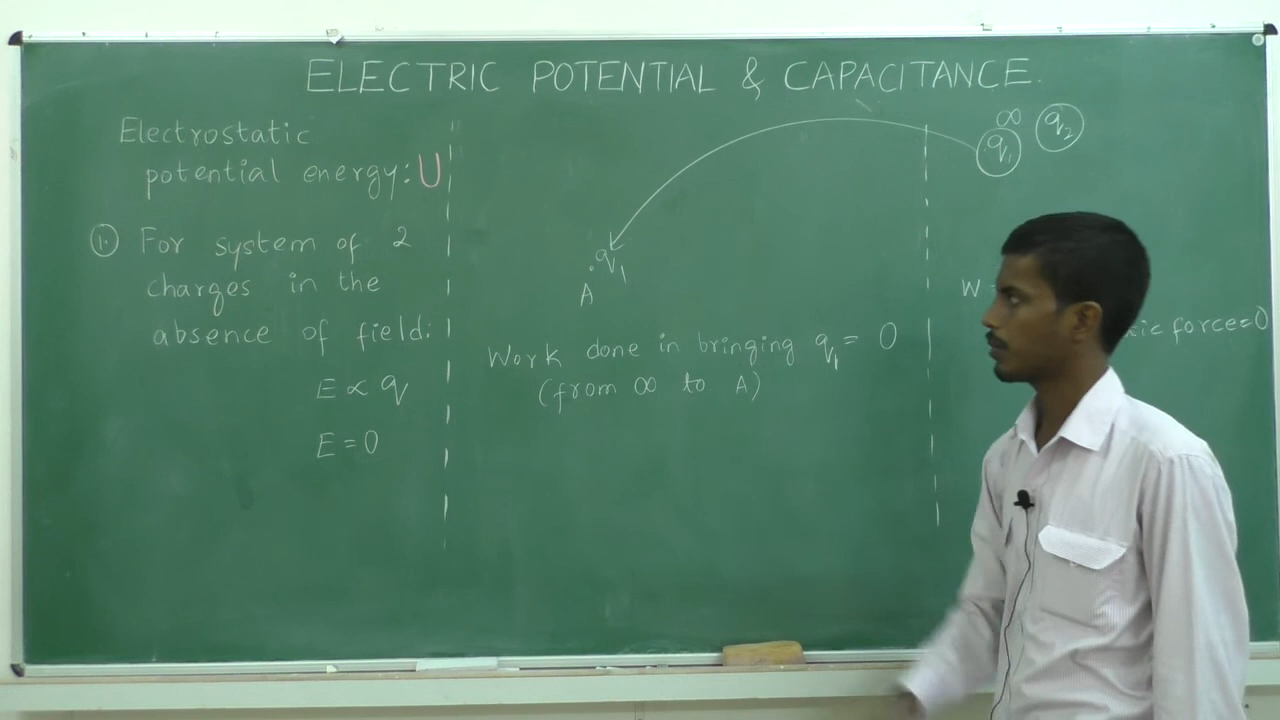 ELECTRIC POTENTIAL & CAPACITANCE.
Electrostatic
potential energy: U
① For system of 2
charges in the
absence of field:
E ∝ q
E = 0
∞
q₁ q₂
q₁
A
Work done in bringing q₁ = 0
(from ∞ to A)
W =
force=0